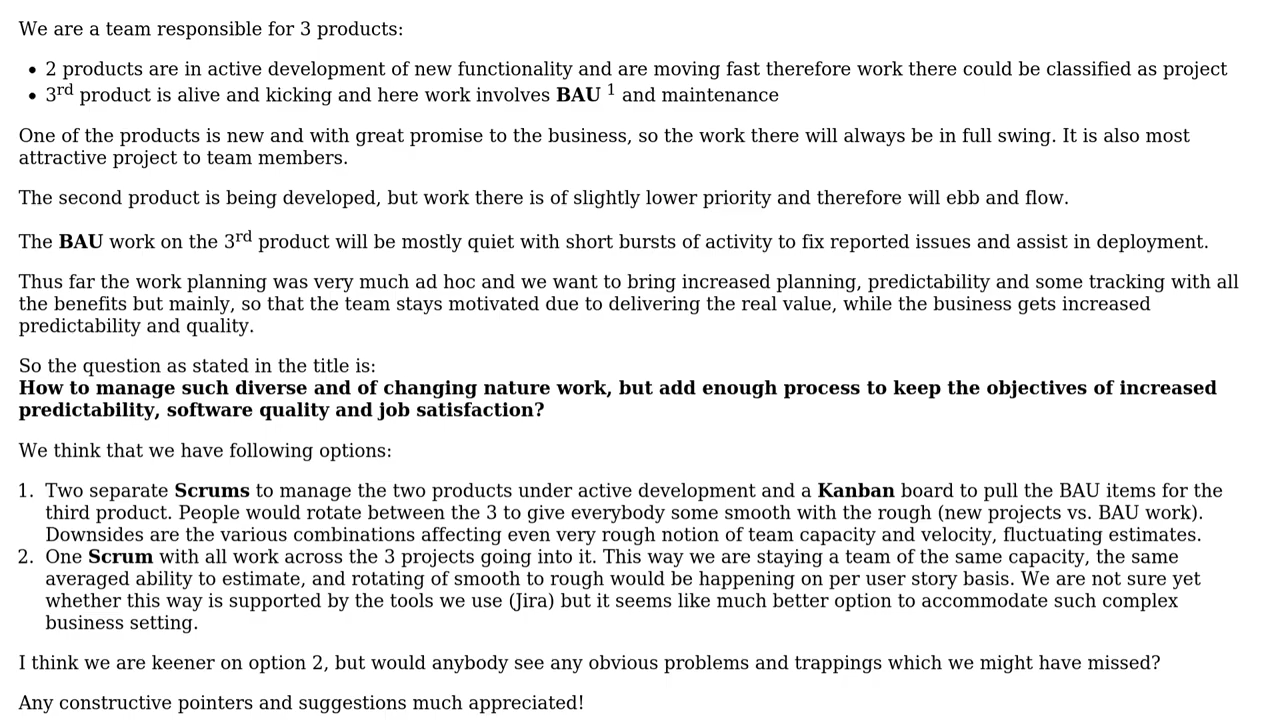 We are a team responsible for 3 products:
• 2 products are in active development of new functionality and are moving fast therefore work there could be classified as project
• 3rd product is alive and kicking and here work involves BAU 1 and maintenance
One of the products is new and with great promise to the business, so the work there will always be in full swing. It is also most
attractive project to team members.
The second product is being developed, but work there is of slightly lower priority and therefore will ebb and flow.
The BAU work on the 3rd product will be mostly quiet with short bursts of activity to fix reported issues and assist in deployment.
Thus far the work planning was very much ad hoc and we want to bring increased planning, predictability and some tracking with all
the benefits but mainly, so that the team stays motivated due to delivering the real value, while the business gets increased
predictability and quality.
So the question as stated in the title is:
How to manage such diverse and of changing nature work, but add enough process to keep the objectives of increased
predictability, software quality and job satisfaction?
We think that we have following options:
1. Two separate Scrums to manage the two products under active development and a Kanban board to pull the BAU items for the
third product. People would rotate between the 3 to give everybody some smooth with the rough (new projects vs. BAU work).
Downsides are the various combinations affecting even very rough notion of team capacity and velocity, fluctuating estimates.
2. One Scrum with all work across the 3 projects going into it. This way we are staying a team of the same capacity, the same
averaged ability to estimate, and rotating of smooth to rough would be happening on per user story basis. We are not sure yet
whether this way is supported by the tools we use (Jira) but it seems like much better option to accommodate such complex
business setting.
I think we are keener on option 2, but would anybody see any obvious problems and trappings which we might have missed?
Any constructive pointers and suggestions much appreciated!